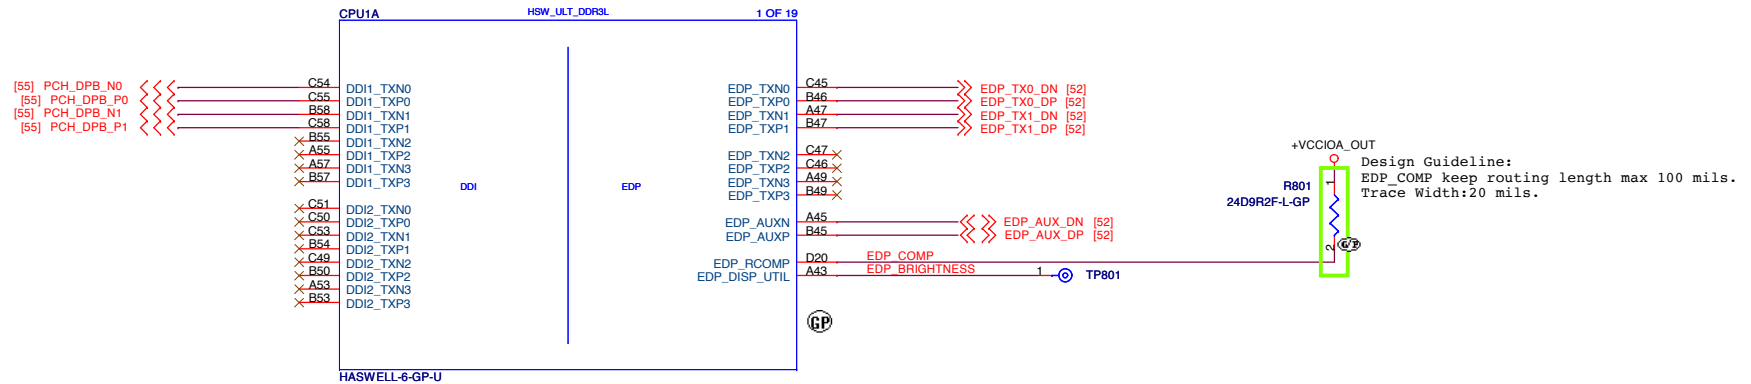 CPU1A HSW_ULT_DDR3L 1 OF 19
[55] PCH_DPB_N0 C54 DDI1_TXN0 EDP_TXN0 C45 EDP_TX0_DN [52]
[55] PCH_DPB_P0 C55 DDI1_TXP0 EDP_TXP0 B46 EDP_TX0_DP [52]
[55] PCH_DPB_N1 B58 DDI1_TXN1 EDP_TXN1 A47 EDP_TX1_DN [52]
[55] PCH_DPB_P1 C58 DDI1_TXP1 EDP_TXP1 B47 EDP_TX1_DP [52]
B55 DDI1_TXN2
A55 DDI1_TXP2 EDP_TXN2 C47
A57 DDI1_TXN3 EDP_TXP2 C46
B57 DDI1_TXP3 EDP_TXN3 A49
EDP_TXP3 B49
DDI EDP
C51 DDI2_TXN0
C50 DDI2_TXP0 EDP_AUXN A45 EDP_AUX_DN [52]
C53 DDI2_TXN1 EDP_AUXP B45 EDP_AUX_DP [52]
B54 DDI2_TXP1
C49 DDI2_TXN2 EDP_RCOMP D20 EDP_COMP
B50 DDI2_TXP2 EDP_DISP_UTIL A43 EDP_BRIGHTNESS 1 TP801
A53 DDI2_TXN3
B53 DDI2_TXP3
GP
HASWELL-6-GP-U
+VCCIOA_OUT
Design Guideline:
EDP_COMP keep routing length max 100 mils.
Trace Width:20 mils.
R801
24D9R2F-L-GP
1
2
GP